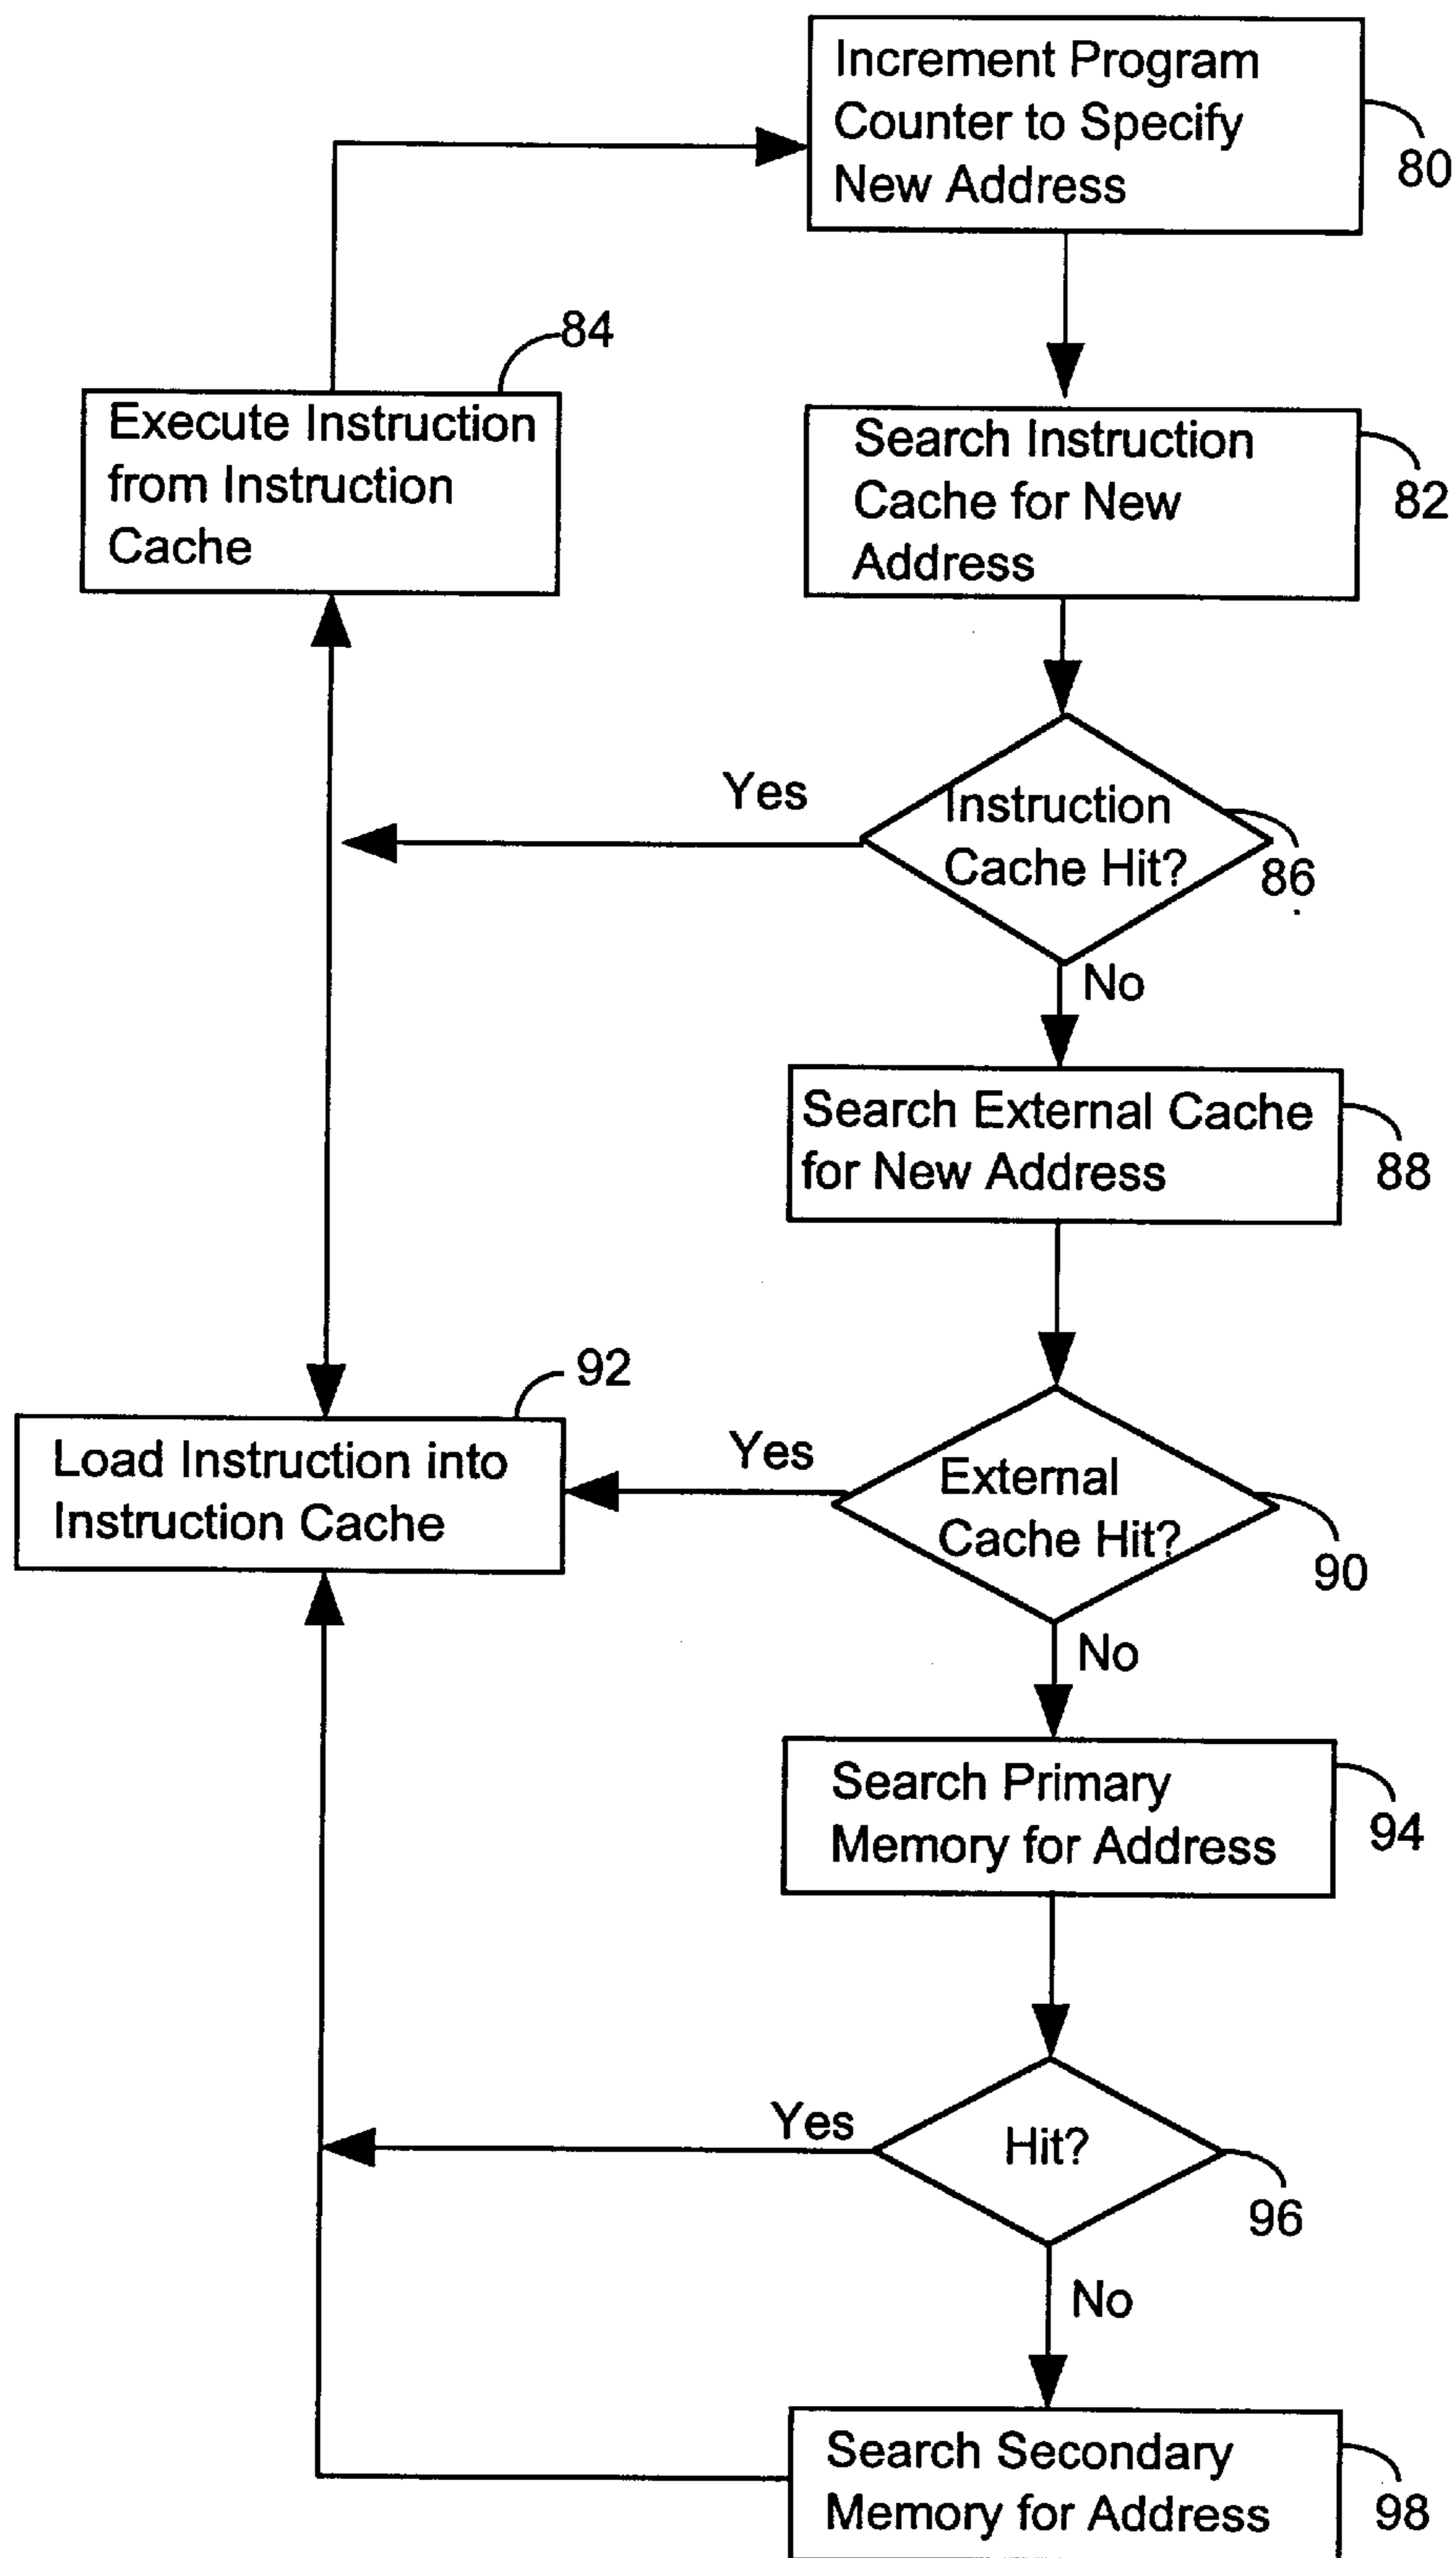 Increment Program
Counter to Specify
New Address
80
84
Execute Instruction
from Instruction
Cache
Search Instruction
Cache for New
Address
82
Yes
Instruction
Cache Hit?
86
No
Search External Cache
for New Address
88
92
Load Instruction into
Instruction Cache
Yes
External
Cache Hit?
90
No
Search Primary
Memory for Address
94
Yes
Hit?
96
No
Search Secondary
Memory for Address
98